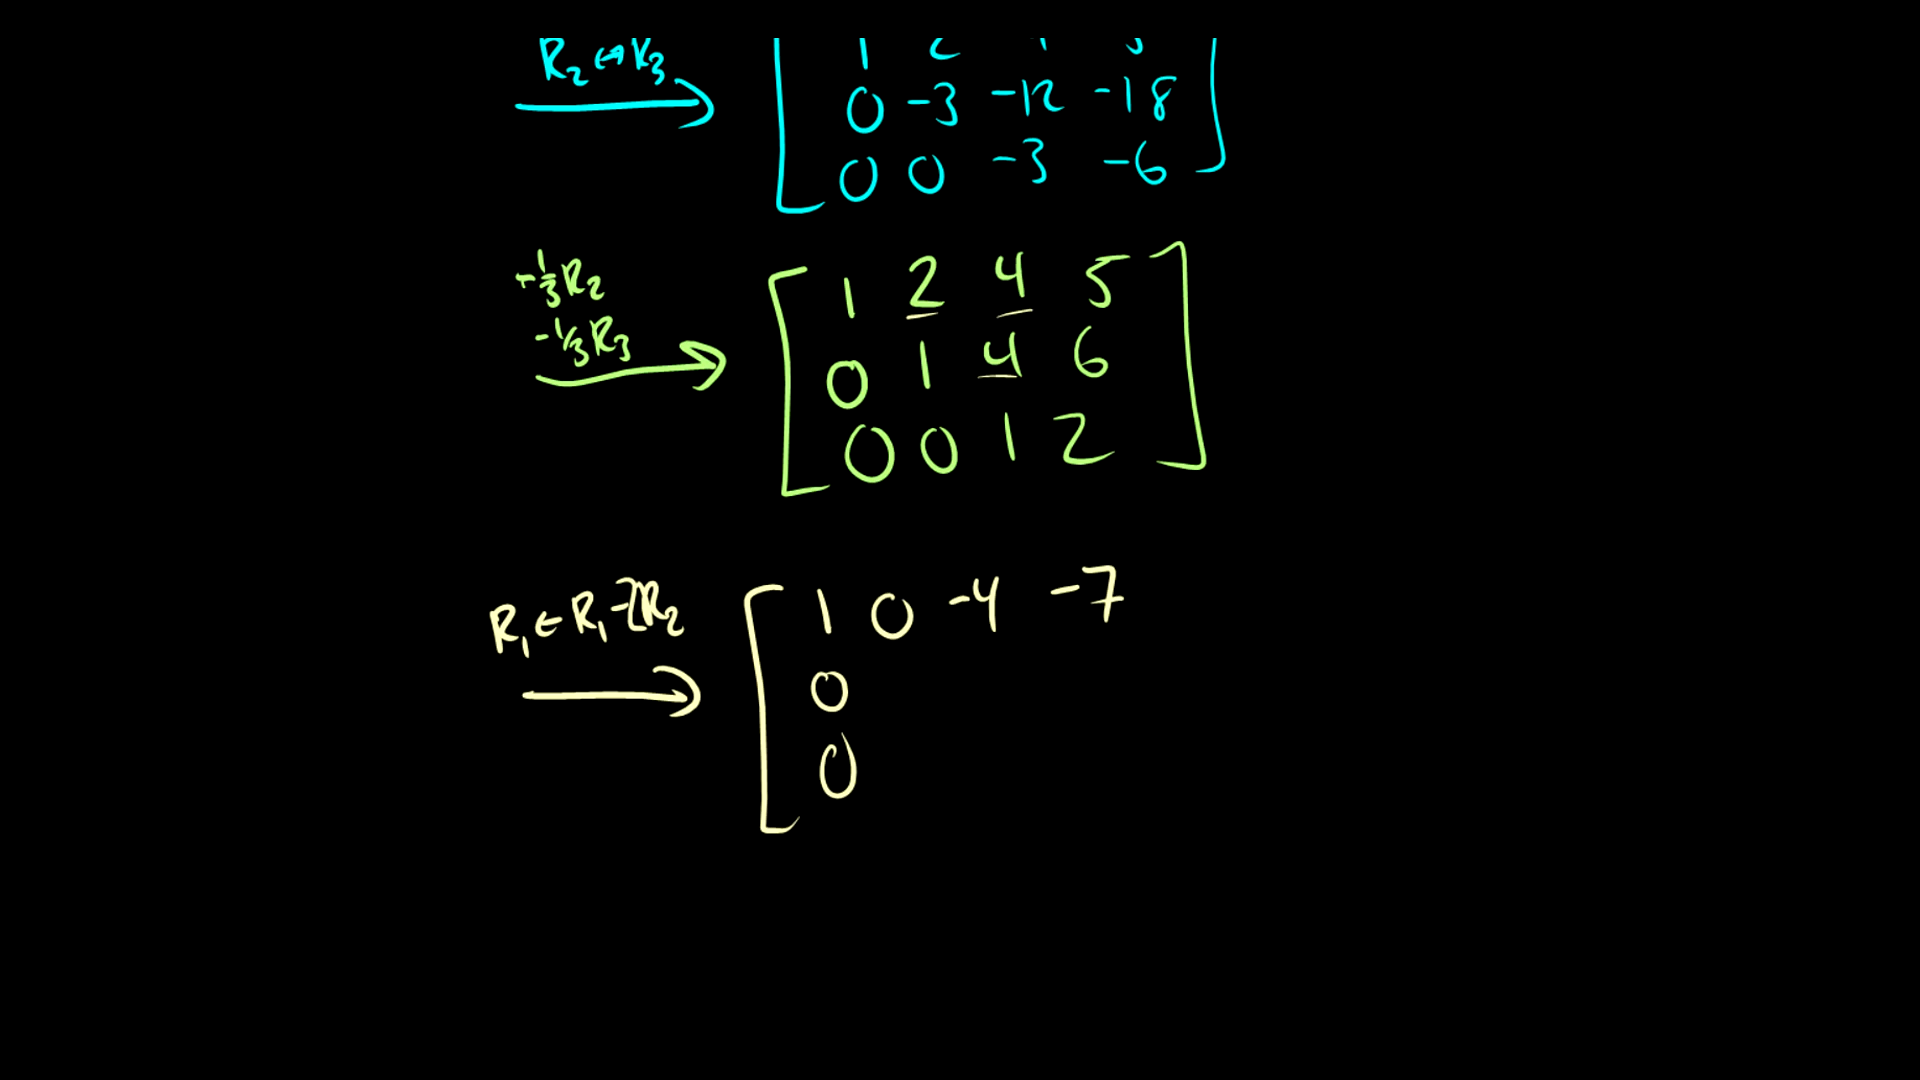 R₂ ↔ R₃
0 -3 -12 -18
0 0 -3 -6
-⅓R₂
-⅓R₃
1 2 4 5
0 1 4 6
0 0 1 2
R₁ ← R₁ -2R₂
1 0 -4 -7
0
0